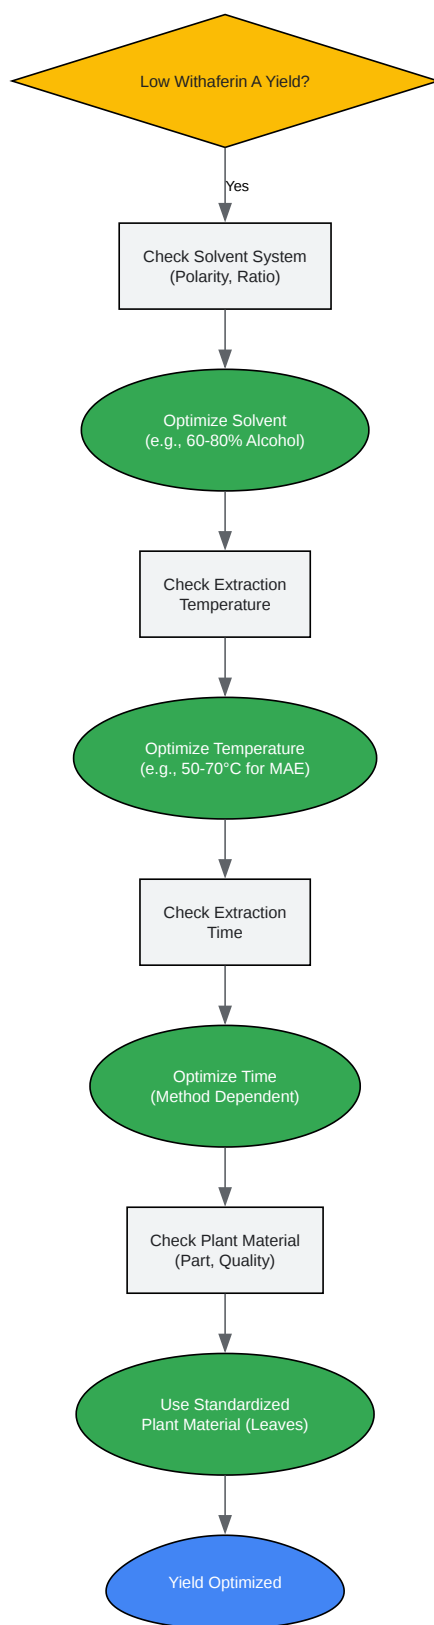 Low Withaferin A Yield?
Yes
Check Solvent System
(Polarity, Ratio)
Optimize Solvent
(e.g., 60-80% Alcohol)
Check Extraction
Temperature
Optimize Temperature
(e.g., 50-70°C for MAE)
Check Extraction
Time
Optimize Time
(Method Dependent)
Check Plant Material
(Part, Quality)
Use Standardized
Plant Material (Leaves)
Yield Optimized